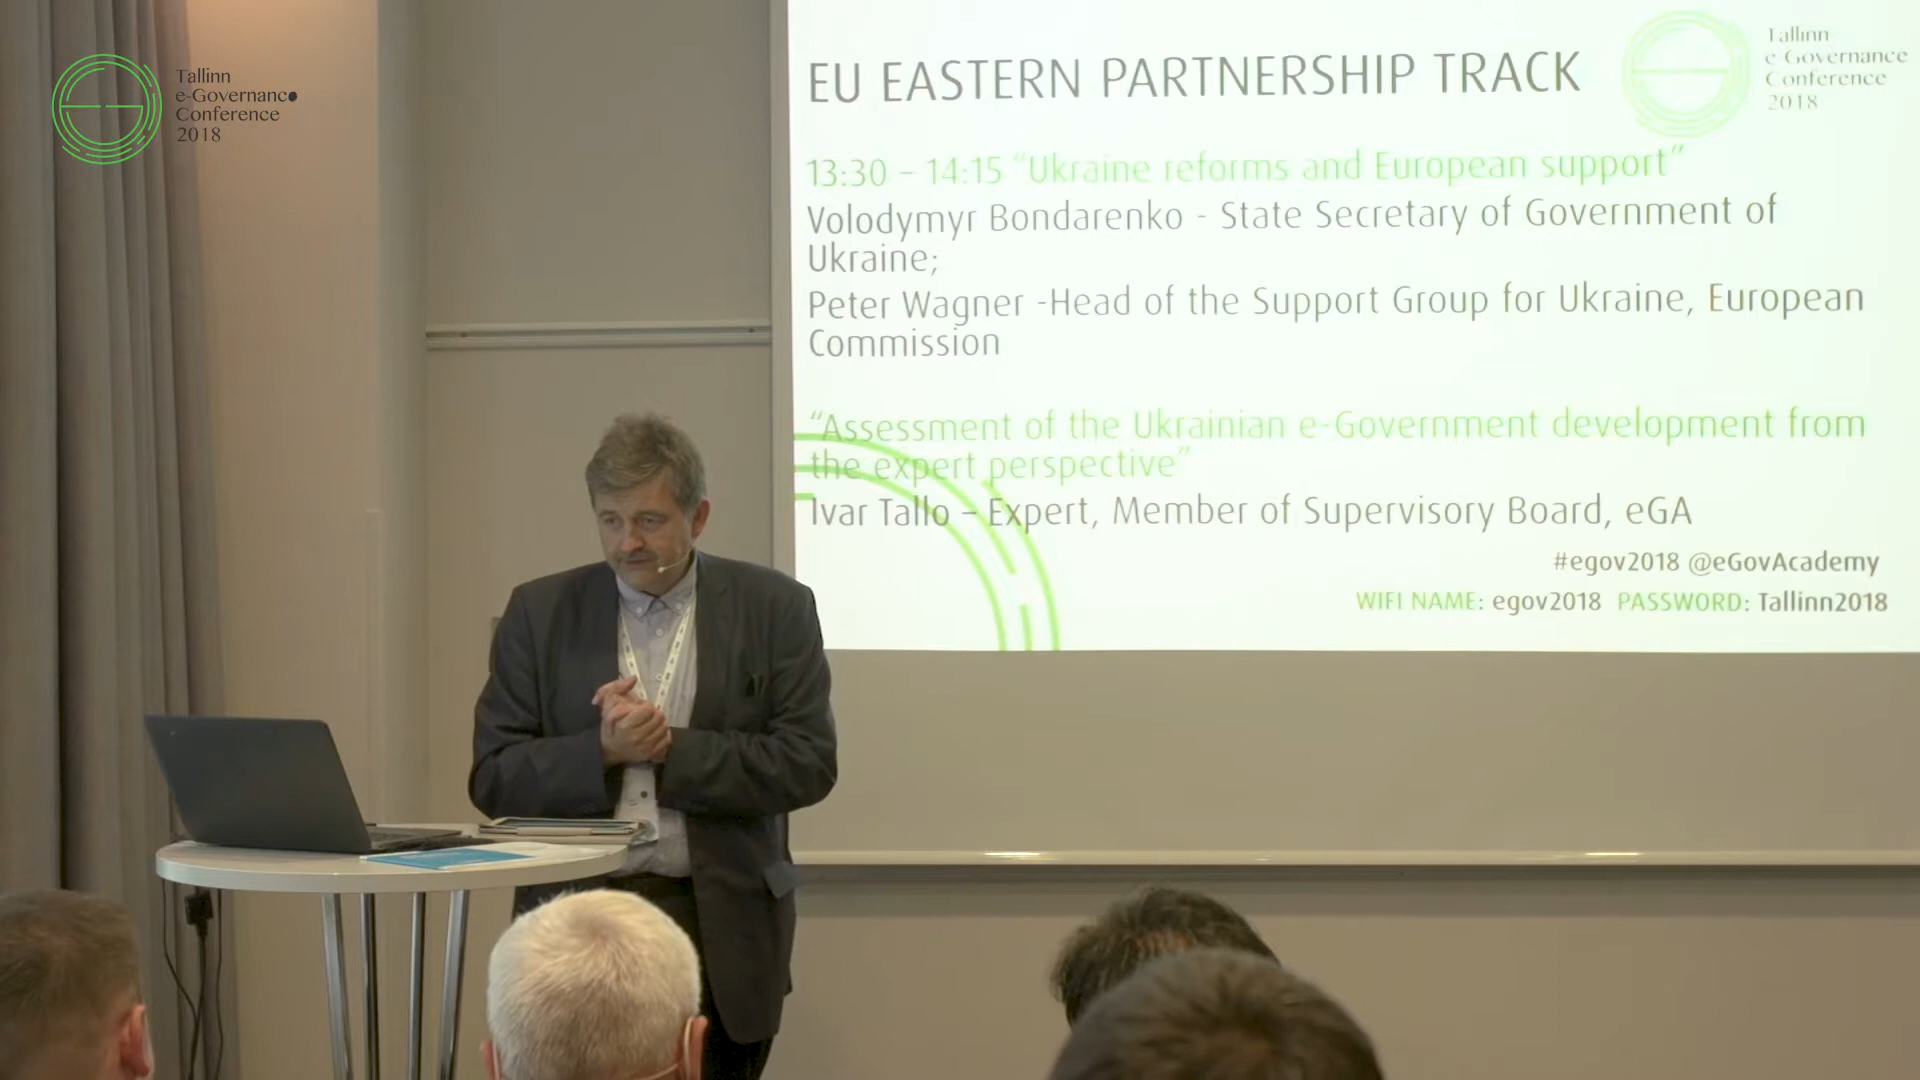 Tallinn
e-Governance
Conference
2018
EU EASTERN PARTNERSHIP TRACK
Tallinn
e-Governance
Conference
2018
13:30 – 14:15 “Ukraine reforms and European support”
Volodymyr Bondarenko - State Secretary of Government of
Ukraine;
Peter Wagner -Head of the Support Group for Ukraine, European
Commission
“Assessment of the Ukrainian e-Government development from
the expert perspective”
Ivar Tallo – Expert, Member of Supervisory Board, eGA
#egov2018 @eGovAcademy
WIFI NAME: egov2018 PASSWORD: Tallinn2018